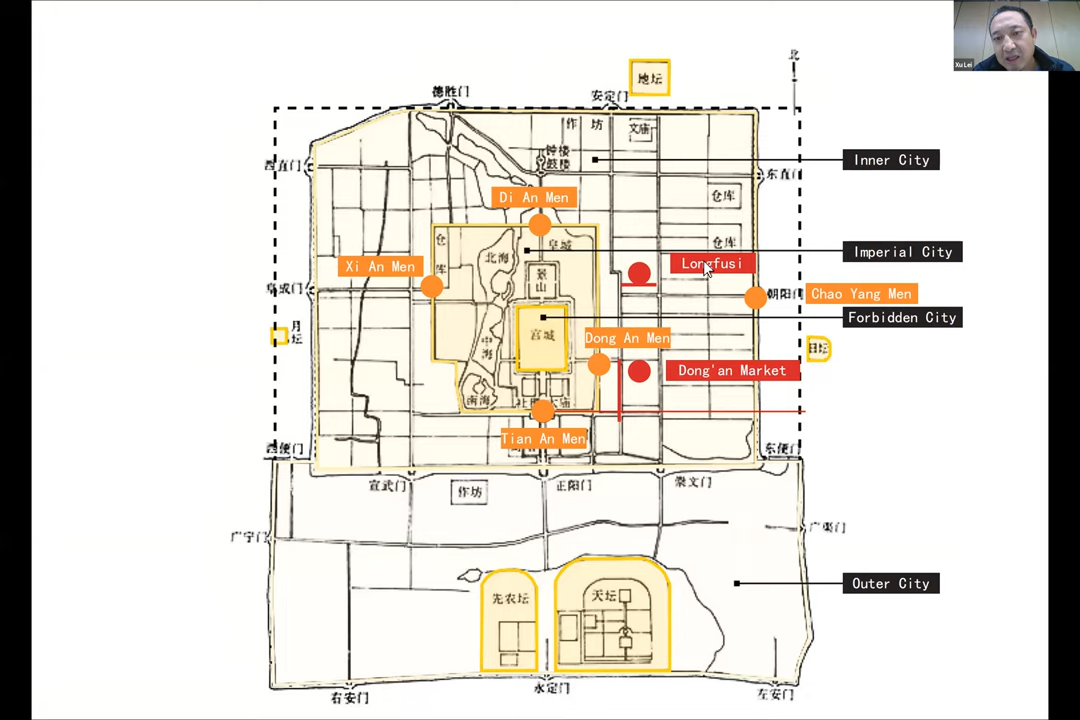 Xu Lei
北
地坛
德胜门
安定门
作 坊
文庙
钟楼
鼓楼
Inner City
西直门
东直门
仓库
Di An Men
仓库
皇城
仓库
北海
景山
Imperial City
Longfusi
Xi An Men
阜成门
朝阳门
Chao Yang Men
Forbidden City
月坛
宫城
Dong An Men
中海
日坛
Dong'an Market
南海
社稷
太庙
Tian An Men
西便门
东便门
宣武门
作坊
正阳门
崇文门
广宁门
广渠门
Outer City
先农坛
天坛
右安门
永定门
左安门